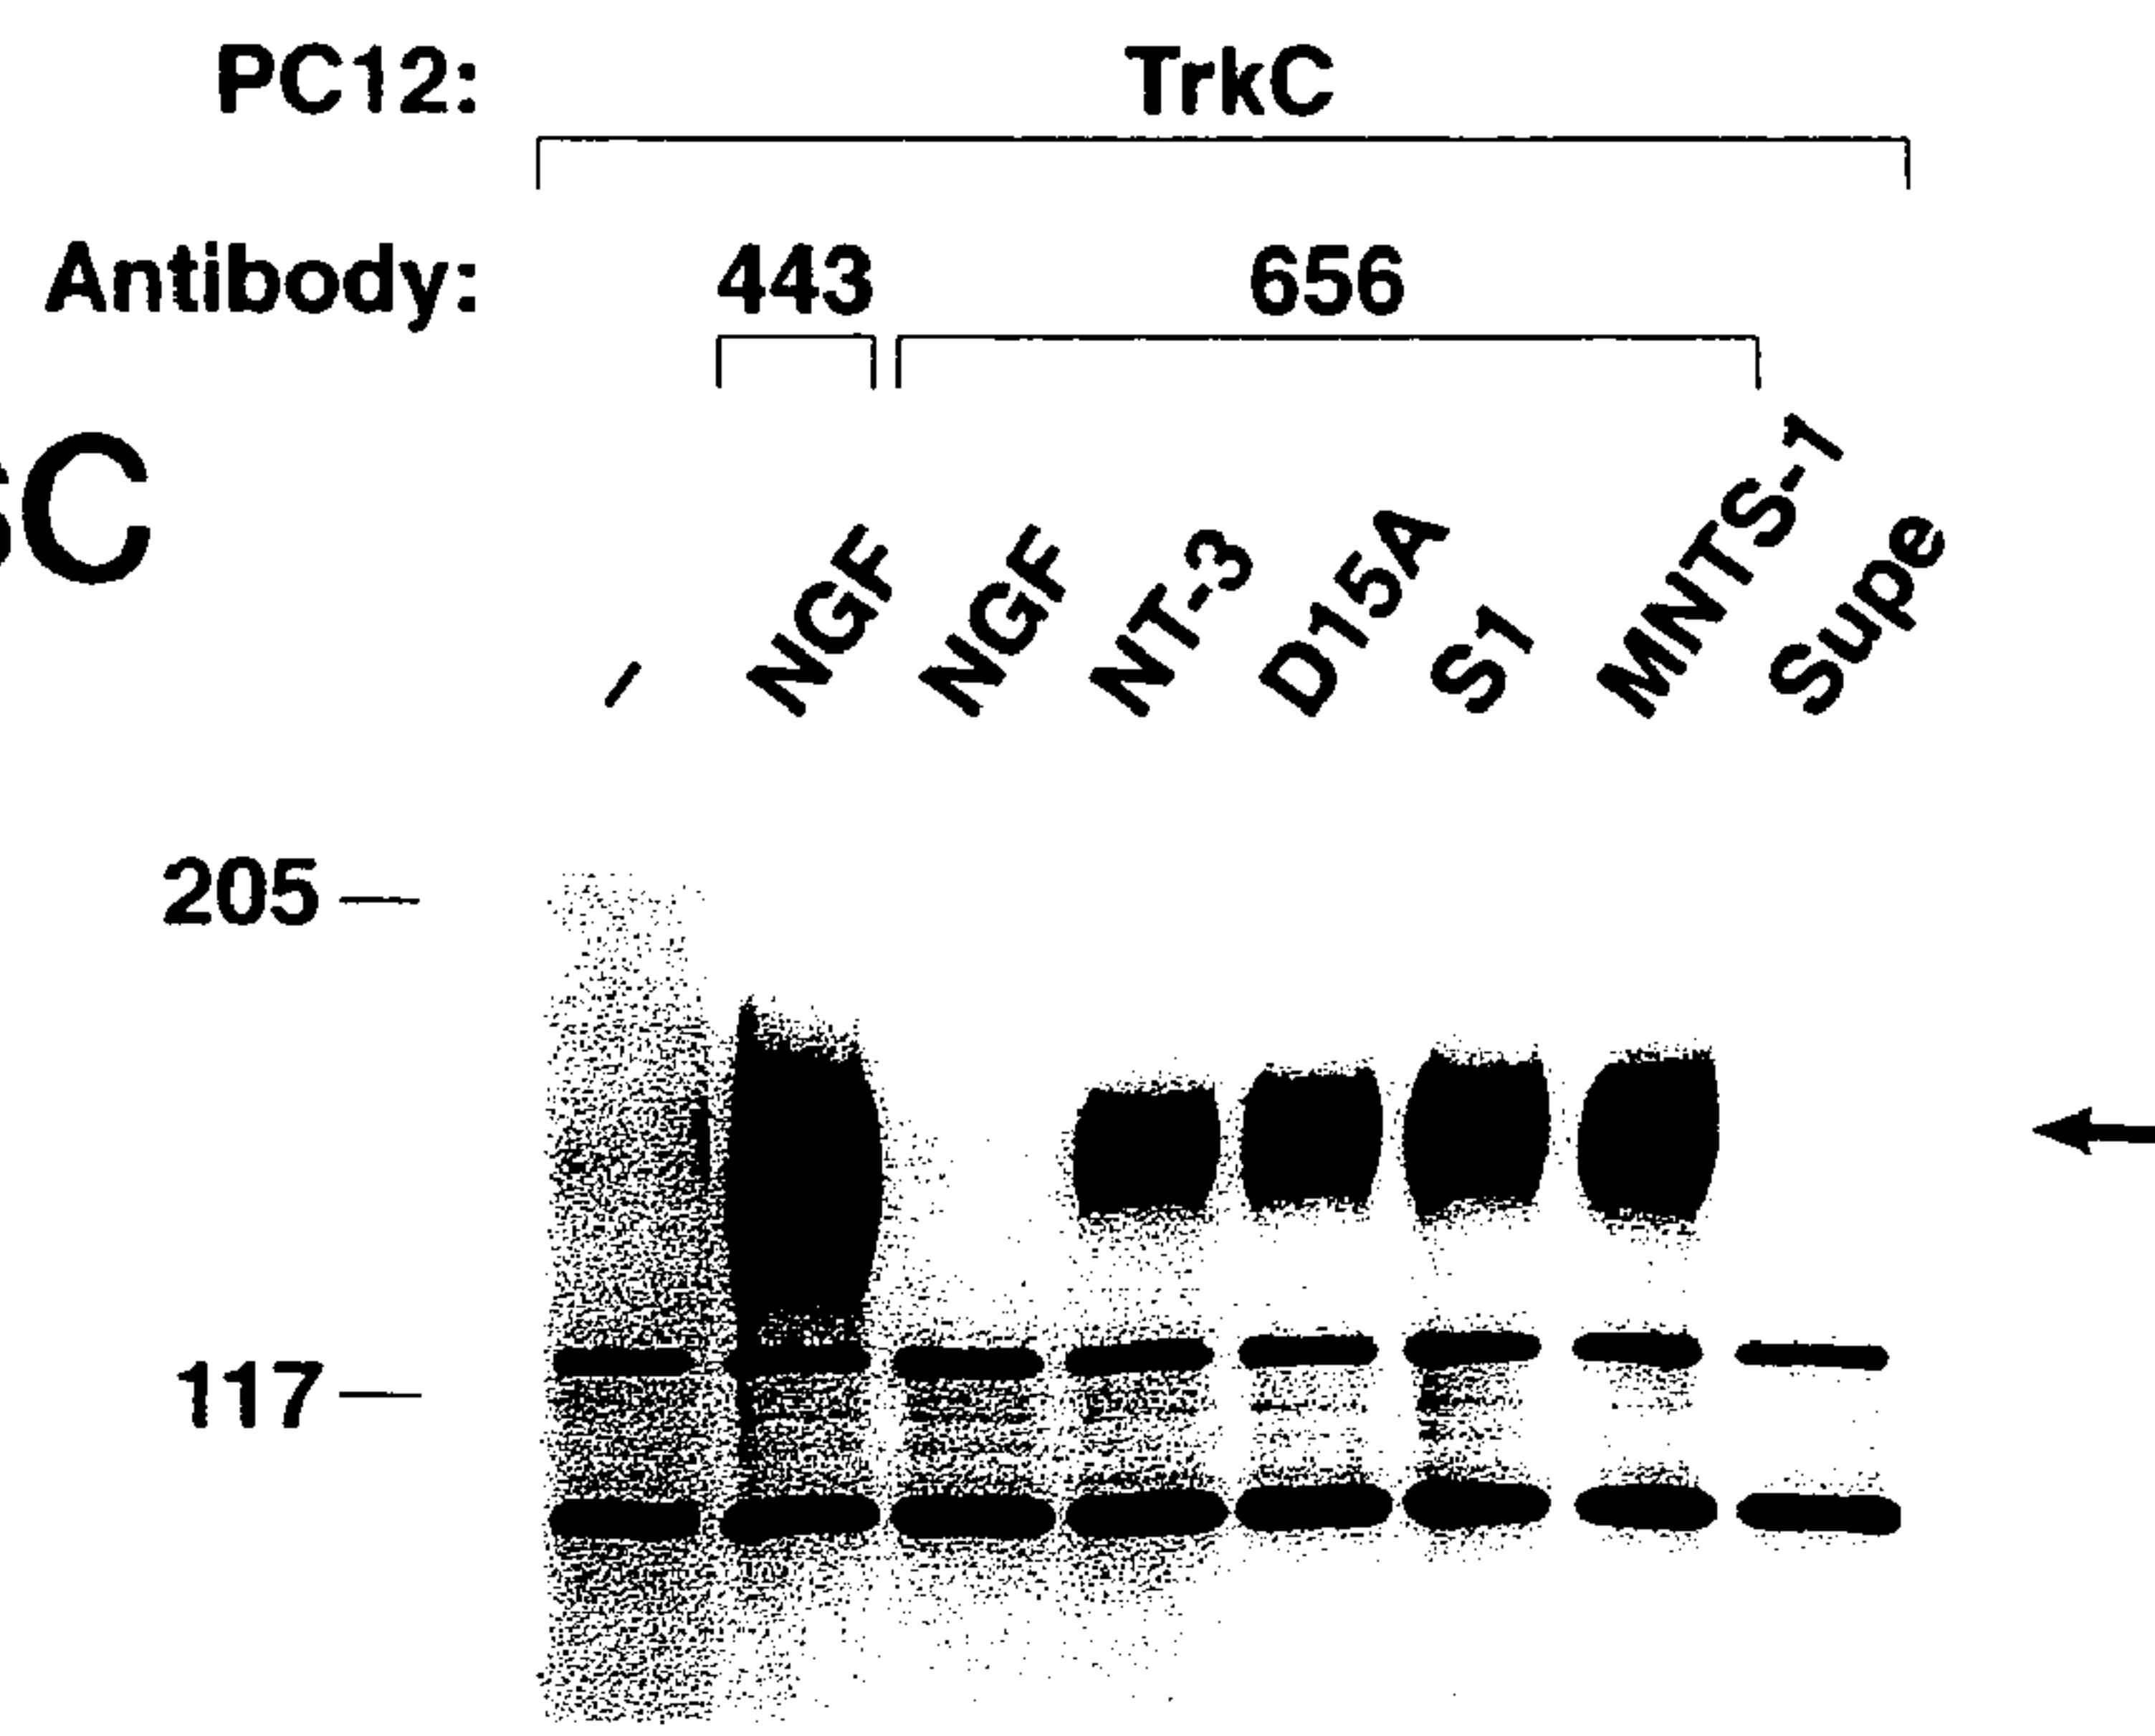 PC12: TrkC
Antibody: 443 656
C
– NGF NGF NT-3 D15A S1 MNTS-1 Supe
205
117